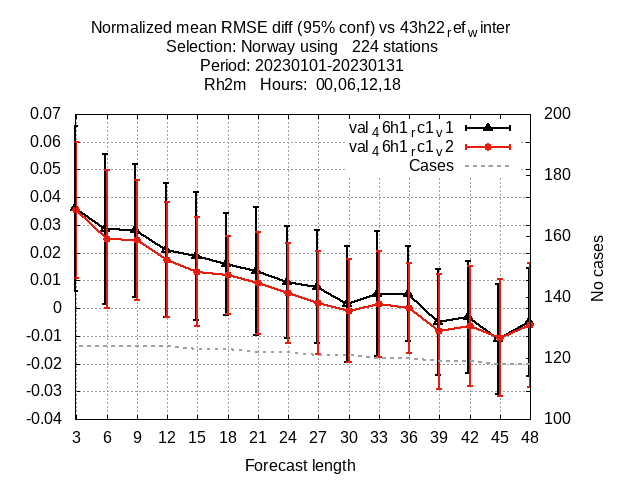 Normalized mean RMSE diff (95% conf) vs 43h22refwinter
Selection: Norway using 224 stations
Period: 20230101-20230131
Rh2m Hours: 00,06,12,18
val46h1rc1v1
val46h1rc1v2
Cases
0.07
0.06
0.05
0.04
0.03
0.02
0.01
0
-0.01
-0.02
-0.03
-0.04
200
180
160
140
120
100
No cases
3 6 9 12 15 18 21 24 27 30 33 36 39 42 45 48
Forecast length